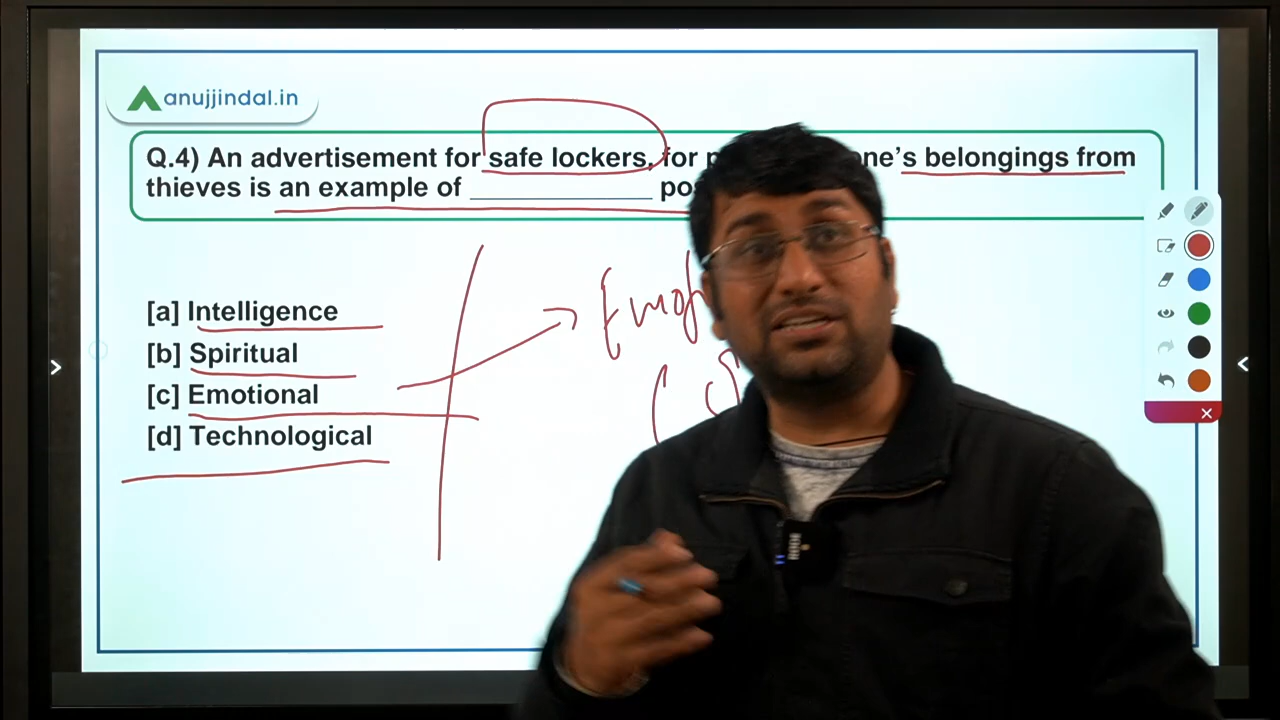 anujjindal.in
Q.4) An advertisement for safe lockers, for one's belongings from
thieves is an example of ______________
[a] Intelligence
[b] Spiritual
[c] Emotional
[d] Technological